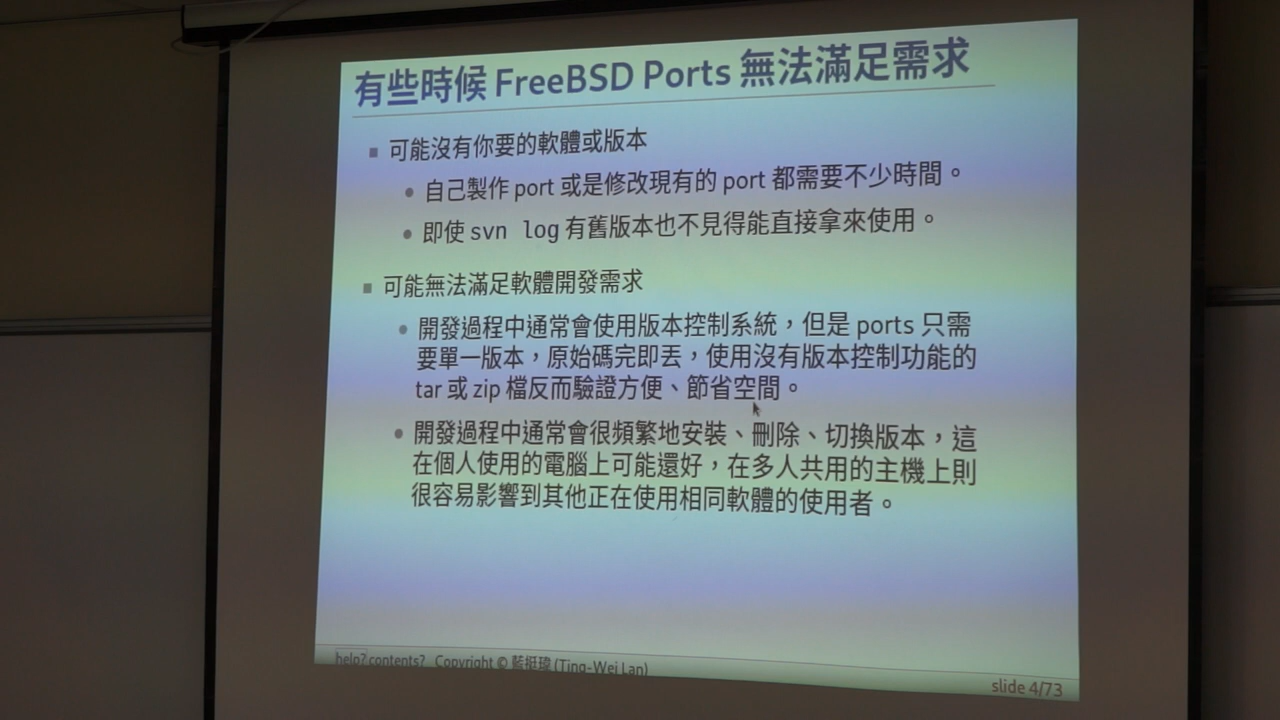 有些時候 FreeBSD Ports 無法滿足需求
可能沒有你要的軟體或版本
自己製作 port 或是修改現有的 port 都需要不少時間。
即使 svn log 有舊版本也不見得能直接拿來使用。
可能無法滿足軟體開發需求
開發過程中通常會使用版本控制系統，但是 ports 只需
要單一版本，原始碼完即丟，使用沒有版本控制功能的
tar 或 zip 檔反而驗證方便、節省空間。
開發過程中通常會很頻繁地安裝、刪除、切換版本，這
在個人使用的電腦上可能還好，在多人共用的主機上則
很容易影響到其他正在使用相同軟體的使用者。
help? contents? Copyright © 藍挺瑋 (Ting-Wei Lan)
slide 4/73